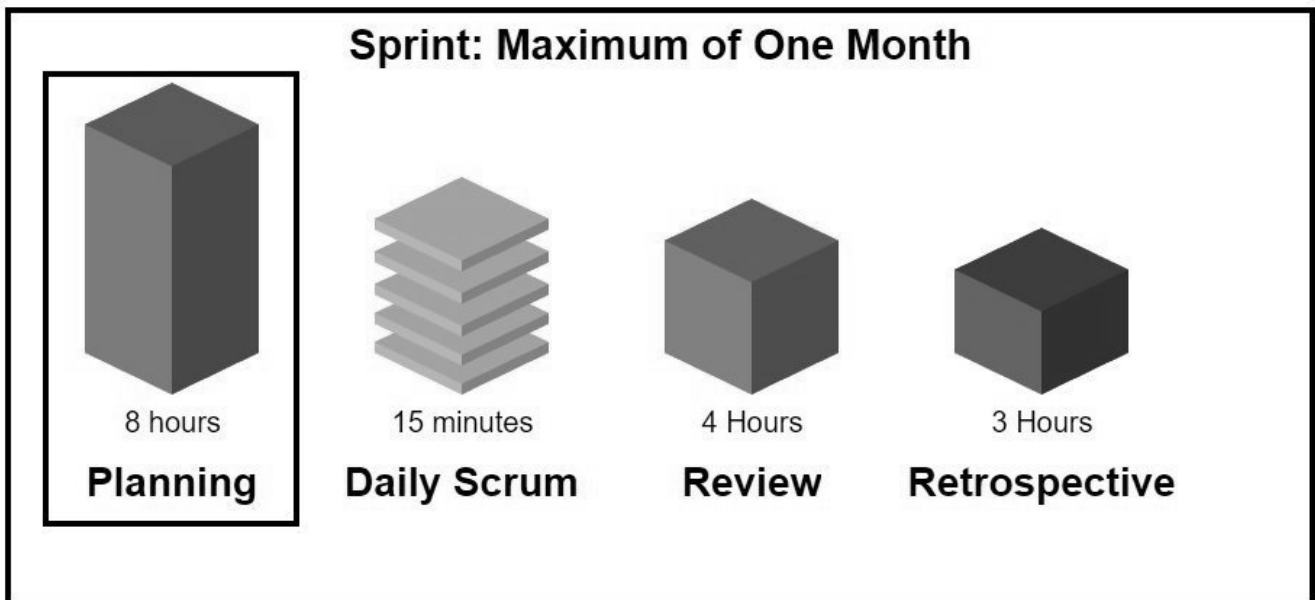 Sprint: Maximum of One Month
8 hours
Planning
15 minutes
Daily Scrum
4 Hours
Review
3 Hours
Retrospective